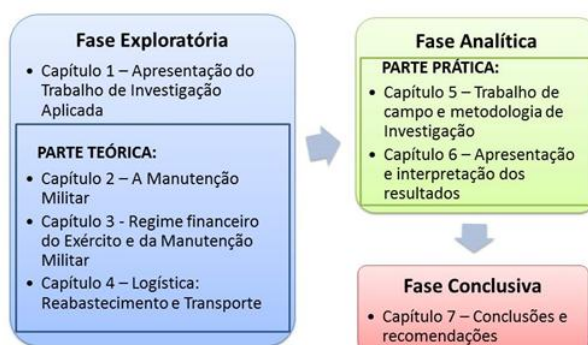 Fase Exploratória
• Capítulo 1 – Apresentação do
Trabalho de Investigação
Aplicada
PARTE TEÓRICA:
• Capítulo 2 – A Manutenção
Militar
• Capítulo 3 - Regime financeiro
do Exército e da Manutenção
Militar
• Capítulo 4 – Logística:
Reabastecimento e Transporte
Fase Analítica
PARTE PRÁTICA:
• Capítulo 5 – Trabalho de
campo e metodologia de
Investigação
• Capítulo 6 – Apresentação
e interpretação dos
resultados
Fase Conclusiva
• Capítulo 7 – Conclusões e
recomendações